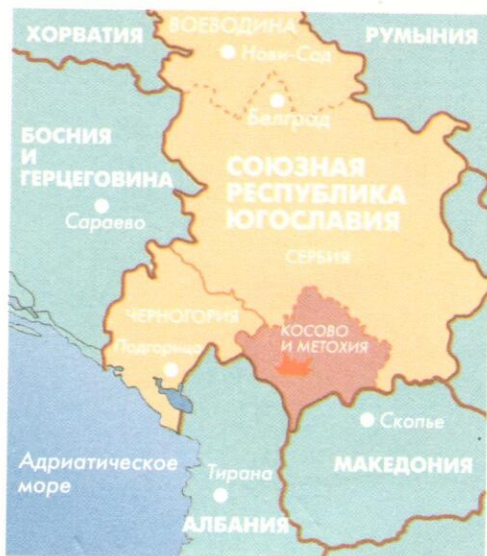 ХОРВАТИЯ
ВОЕВОДИНА
Нови-Сад
РУМЫНИЯ
Белград
БОСНИЯ
И
ГЕРЦЕГОВИНА
Сараево
СОЮЗНАЯ
РЕСПУБЛИКА
ЮГОСЛАВИЯ
СЕРБИЯ
ЧЕРНОГОРИЯ
Подгорица
КОСОВО
И МЕТОХИЯ
Скопье
МАКЕДОНИЯ
Адриатическое
море
Тирана
АЛБАНИЯ